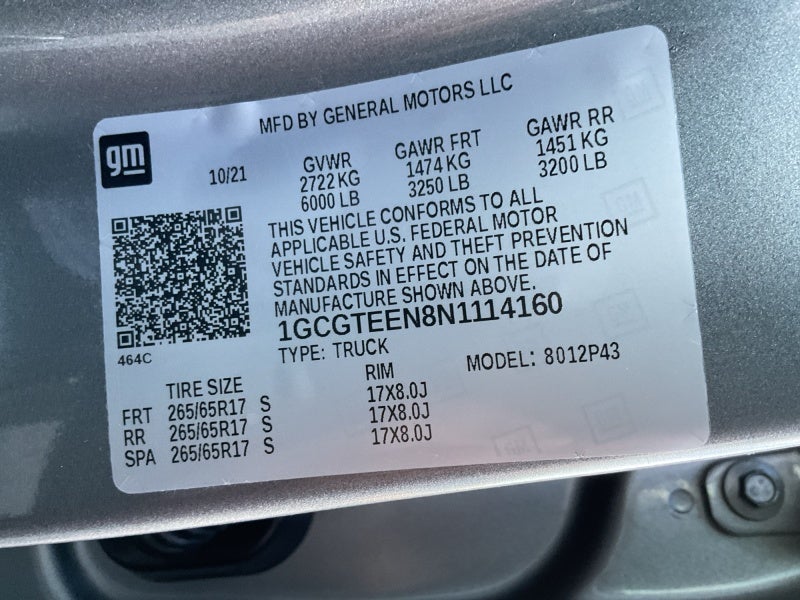 MFD BY GENERAL MOTORS LLC
gm
10/21
GVWR
2722 KG
6000 LB
GAWR FRT
1474 KG
3250 LB
GAWR RR
1451 KG
3200 LB
THIS VEHICLE CONFORMS TO ALL
APPLICABLE U.S. FEDERAL MOTOR
VEHICLE SAFETY AND THEFT PREVENTION
STANDARDS IN EFFECT ON THE DATE OF
MANUFACTURE SHOWN ABOVE.
1GCGTEEN8N1114160
464C
TYPE: TRUCK
MODEL: 8012P43
TIRE SIZE RIM
FRT 265/65R17 S 17X8.0J
RR 265/65R17 S 17X8.0J
SPA 265/65R17 S 17X8.0J